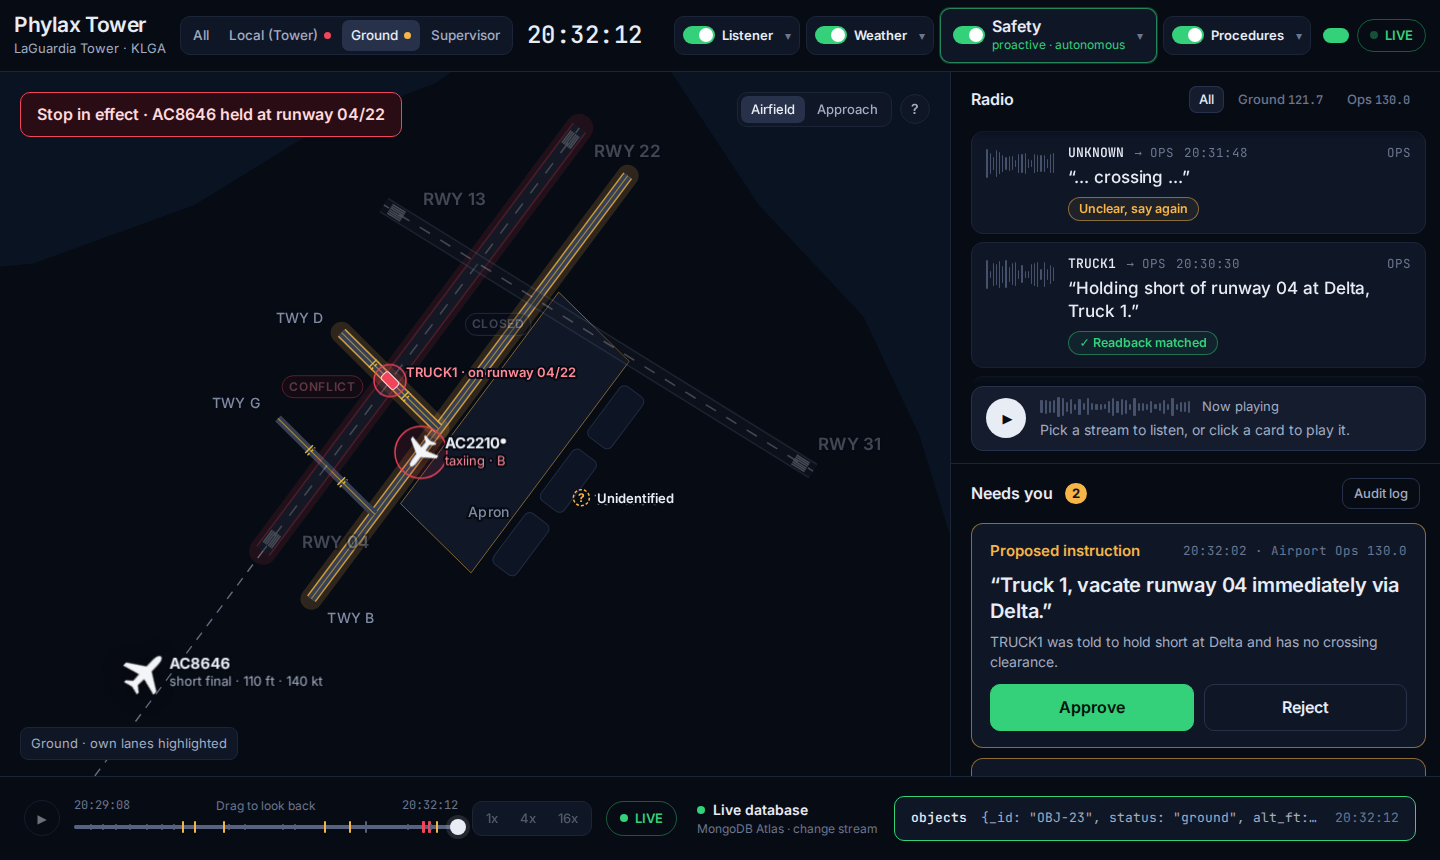 Phylax Tower
LaGuardia Tower · KLGA
All
Local (Tower)
Ground
Supervisor
20:32:12
Listener
Weather
Safety
proactive · autonomous
Procedures
LIVE
Stop in effect · AC8646 held at runway 04/22
Airfield
Approach
?
RWY 22
RWY 13
TWY D
CLOSED
TRUCK1 · on runway 04/22
CONFLICT
TWY G
AC2210•
taxiing · B
RWY 31
?
Unidentified
Apron
RWY 04
TWY B
AC8646
short final · 110 ft · 140 kt
Ground · own lanes highlighted
Radio
All
Ground 121.7
Ops 130.0
UNKNOWN → OPS 20:31:48
OPS
“… crossing …”
Unclear, say again
TRUCK1 → OPS 20:30:30
OPS
“Holding short of runway 04 at Delta,
Truck 1.”
✓ Readback matched
Now playing
Pick a stream to listen, or click a card to play it.
Needs you 2
Audit log
Proposed instruction
20:32:02 · Airport Ops 130.0
“Truck 1, vacate runway 04 immediately via
Delta.”
TRUCK1 was told to hold short at Delta and has no crossing
clearance.
Approve
Reject
20:29:08
Drag to look back
20:32:12
1x
4x
16x
LIVE
Live database
MongoDB Atlas · change stream
objects {_id: "OBJ-23", status: "ground", alt_ft:… 20:32:12